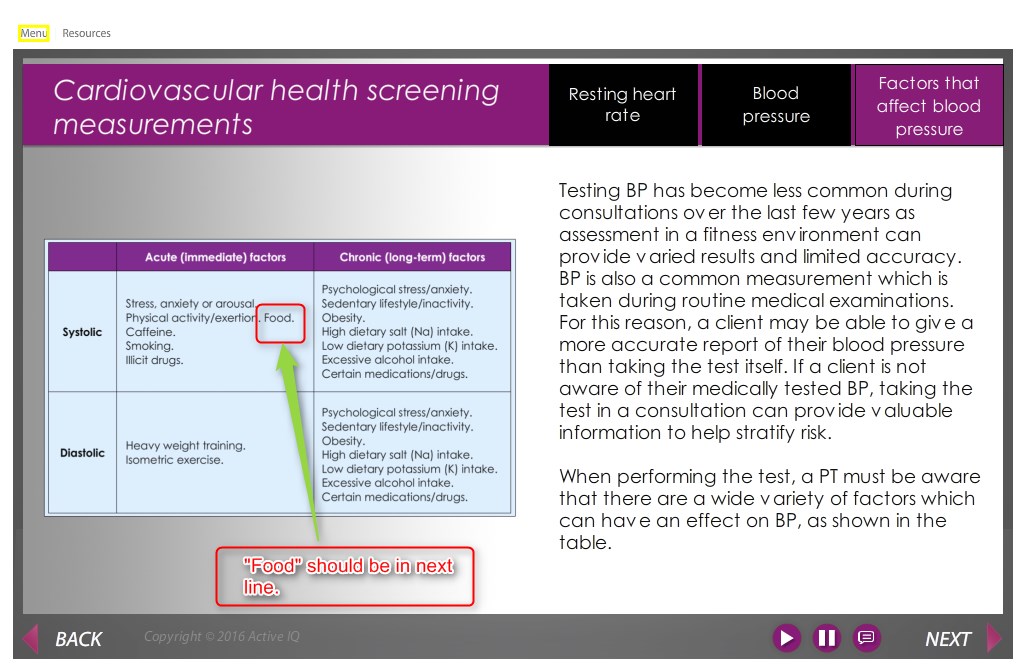 Menu Resources
Cardiovascular health screening
measurements
Resting heart
rate
Blood
pressure
Factors that
affect blood
pressure
Acute (immediate) factors
Chronic (long-term) factors
Systolic
Stress, anxiety or arousal.
Physical activity/exertion. Food.
Caffeine.
Smoking.
Illicit drugs.
Psychological stress/anxiety.
Sedentary lifestyle/inactivity.
Obesity.
High dietary salt (Na) intake.
Low dietary potassium (K) intake.
Excessive alcohol intake.
Certain medications/drugs.
Diastolic
Heavy weight training.
Isometric exercise.
Psychological stress/anxiety.
Sedentary lifestyle/inactivity.
Obesity.
High dietary salt (Na) intake.
Low dietary potassium (K) intake.
Excessive alcohol intake.
Certain medications/drugs.
"Food" should be in next
line.
Testing BP has become less common during
consultations over the last few years as
assessment in a fitness environment can
provide varied results and limited accuracy.
BP is also a common measurement which is
taken during routine medical examinations.
For this reason, a client may be able to give a
more accurate report of their blood pressure
than taking the test itself. If a client is not
aware of their medically tested BP, taking the
test in a consultation can provide valuable
information to help stratify risk.
When performing the test, a PT must be aware
that there are a wide variety of factors which
can have an effect on BP, as shown in the
table.
BACK
Copyright © 2016 Active IQ
NEXT